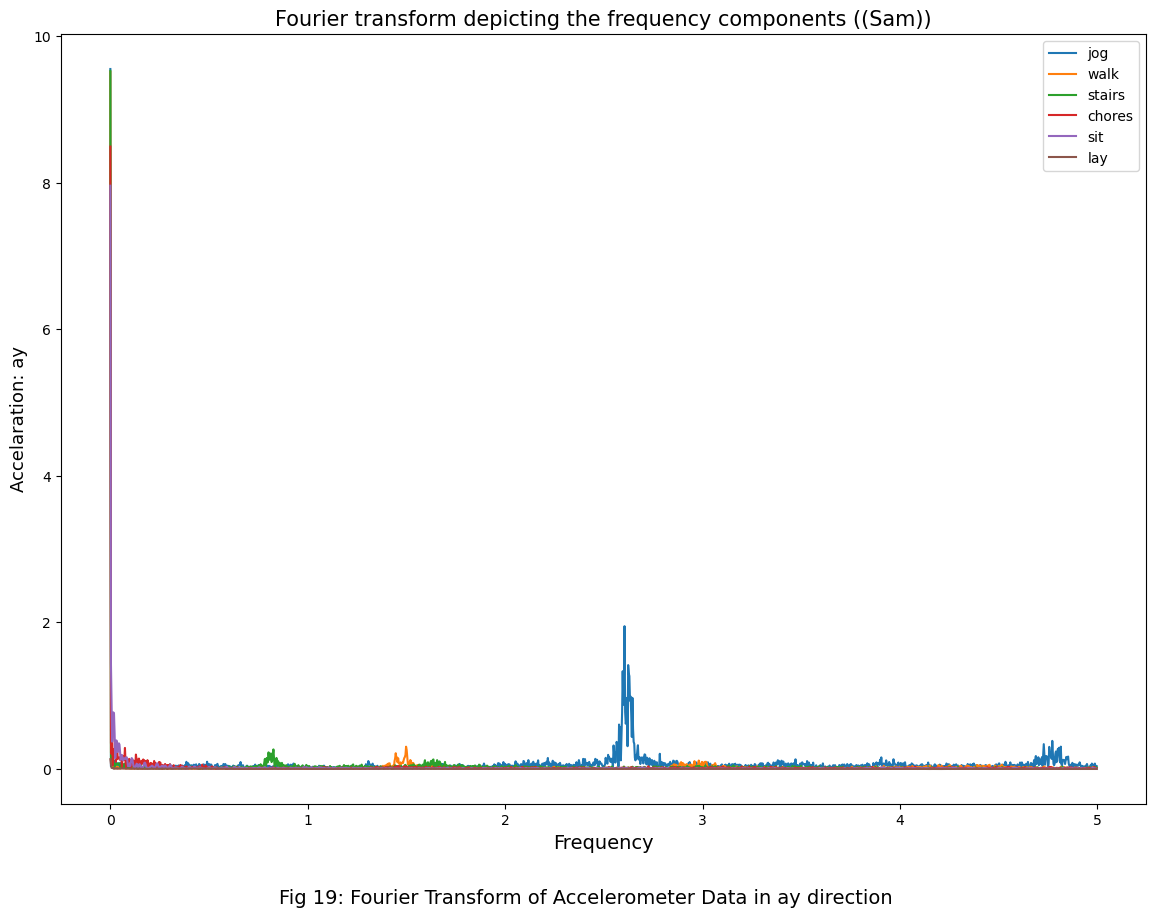 Fourier transform depicting the frequency components ((Sam))
10
8
6
4
2
0
Accelaration: ay
jog
walk
stairs
chores
sit
lay
0 1 2 3 4 5
Frequency
Fig 19: Fourier Transform of Accelerometer Data in ay direction